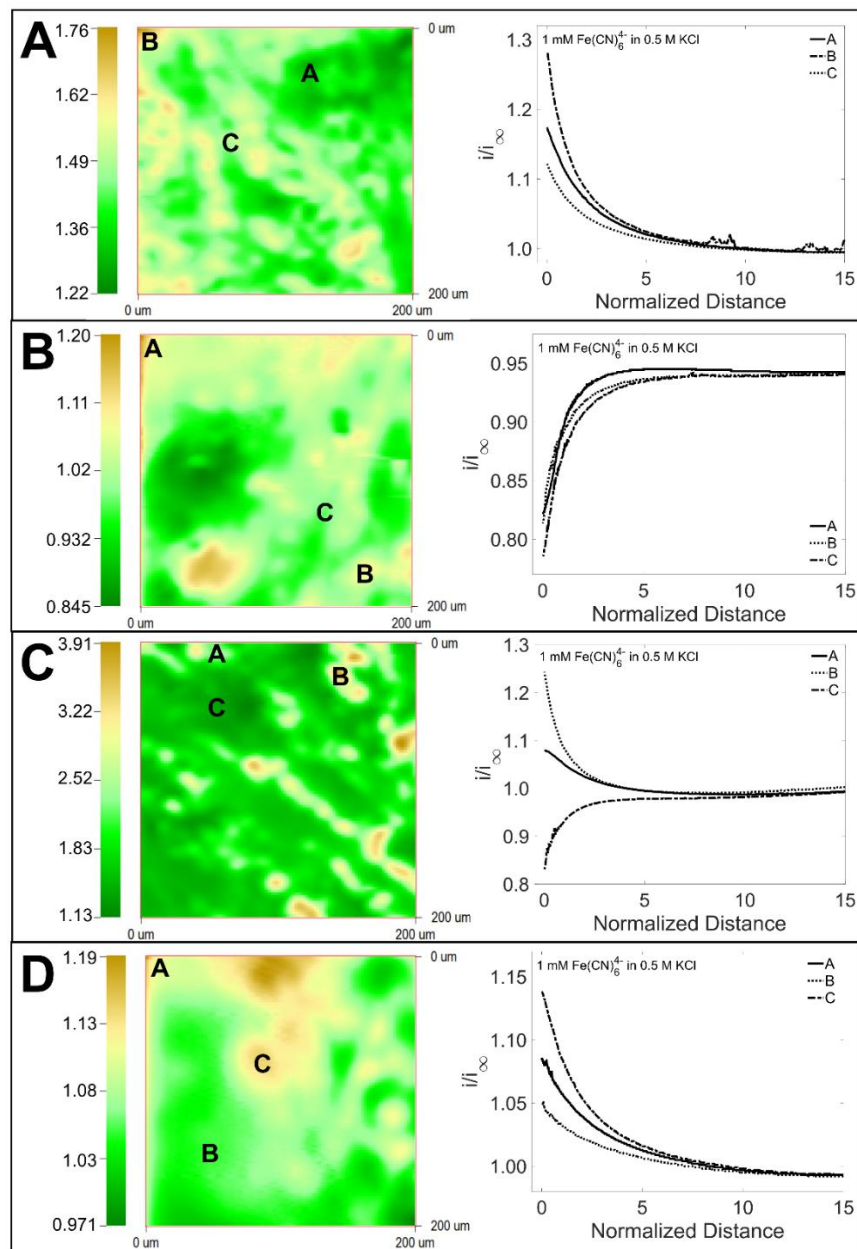 A
1.76
1.62
1.49
1.36
1.22
B
A
C
0 um
200 um
0 um
200 um
1 mM Fe(CN)₆⁴⁻ in 0.5 M KCl
A
B
C
1.3
1.2
1.1
1.0
i/i∞
0
5
10
15
Normalized Distance
B
1.20
1.11
1.02
0.932
0.845
A
C
B
0 um
200 um
0 um
200 um
1 mM Fe(CN)₆⁴⁻ in 0.5 M KCl
A
B
C
0.95
0.90
0.85
0.80
i/i∞
0
5
10
15
Normalized Distance
C
3.91
3.22
2.52
1.83
1.13
A
B
C
0 um
200 um
0 um
200 um
1 mM Fe(CN)₆⁴⁻ in 0.5 M KCl
A
B
C
1.3
1.2
1.1
1.0
0.9
0.8
i/i∞
0
5
10
15
Normalized Distance
D
1.19
1.13
1.08
1.03
0.971
A
C
B
0 um
200 um
0 um
200 um
1 mM Fe(CN)₆⁴⁻ in 0.5 M KCl
A
B
C
1.15
1.10
1.05
1.00
i/i∞
0
5
10
15
Normalized Distance